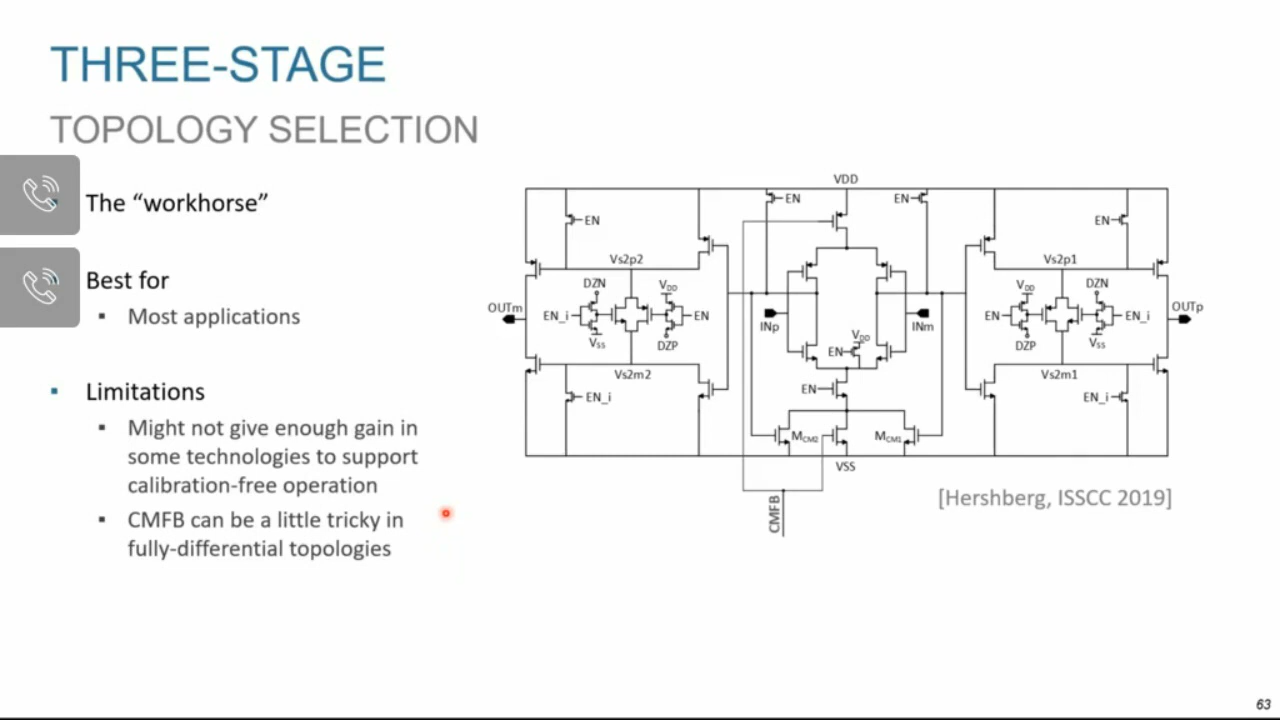 THREE-STAGE
TOPOLOGY SELECTION
The “workhorse”
Best for
▪ Most applications
▪ Limitations
▪ Might not give enough gain in
some technologies to support
calibration-free operation
▪ CMFB can be a little tricky in
fully-differential topologies
VDD
EN
EN
EN
EN
Vs2p2
Vs2p1
DZN
VDD
VDD
DZN
OUTm
OUTp
EN_i
EN
EN
EN_i
INp
INm
VSS
DZP
DZP
VSS
VDD
EN
Vs2m2
Vs2m1
EN
EN_i
EN_i
MCM2
MCM1
VSS
CMFB
[Hershberg, ISSCC 2019]
63